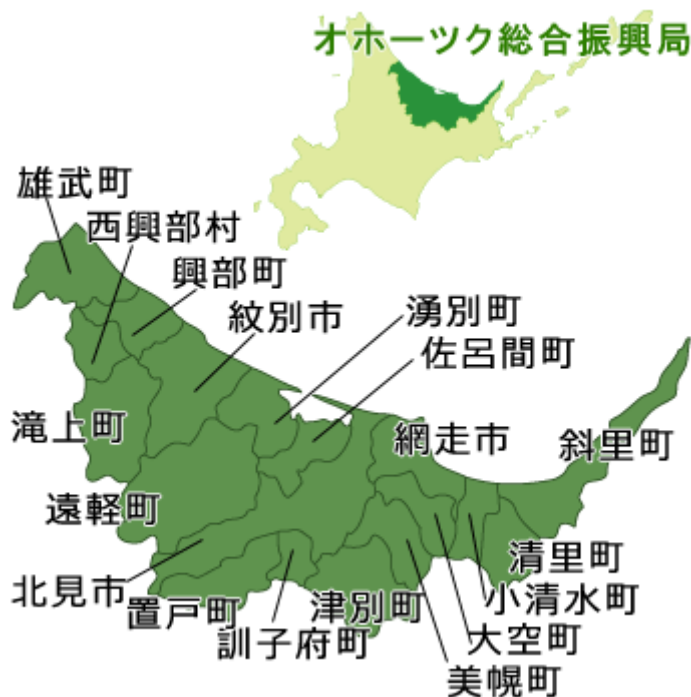 オホーツク総合振興局
雄武町
西興部村
興部町
紋別市
湧別町
佐呂間町
滝上町
網走市
斜里町
遠軽町
清里町
北見市
小清水町
置戸町
津別町
訓子府町
大空町
美幌町